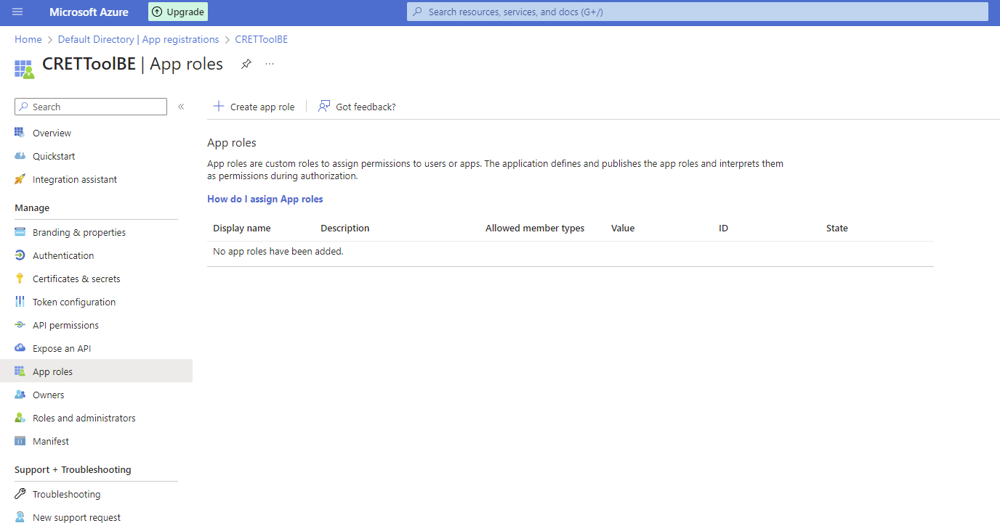 Microsoft Azure
Upgrade
Search resources, services, and docs (G+/)
Home > Default Directory | App registrations > CRETToolBE
CRETToolBE | App roles
Search
«
Overview
Quickstart
Integration assistant
Manage
Branding & properties
Authentication
Certificates & secrets
Token configuration
API permissions
Expose an API
App roles
Owners
Roles and administrators
Manifest
Support + Troubleshooting
Troubleshooting
New support request
Create app role
Got feedback?
App roles
App roles are custom roles to assign permissions to users or apps. The application defines and publishes the app roles and interprets them
as permissions during authorization.
How do I assign App roles
Display name Description Allowed member types Value ID State
No app roles have been added.